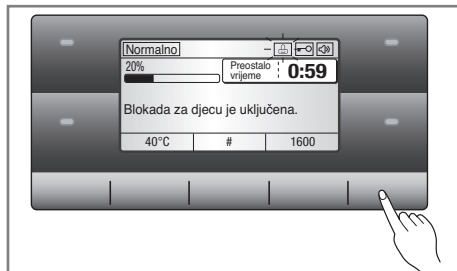 Normalno
20%
Preostalo
vrijeme
0:59
Blokada za djecu je uključena.
40°C # 1600